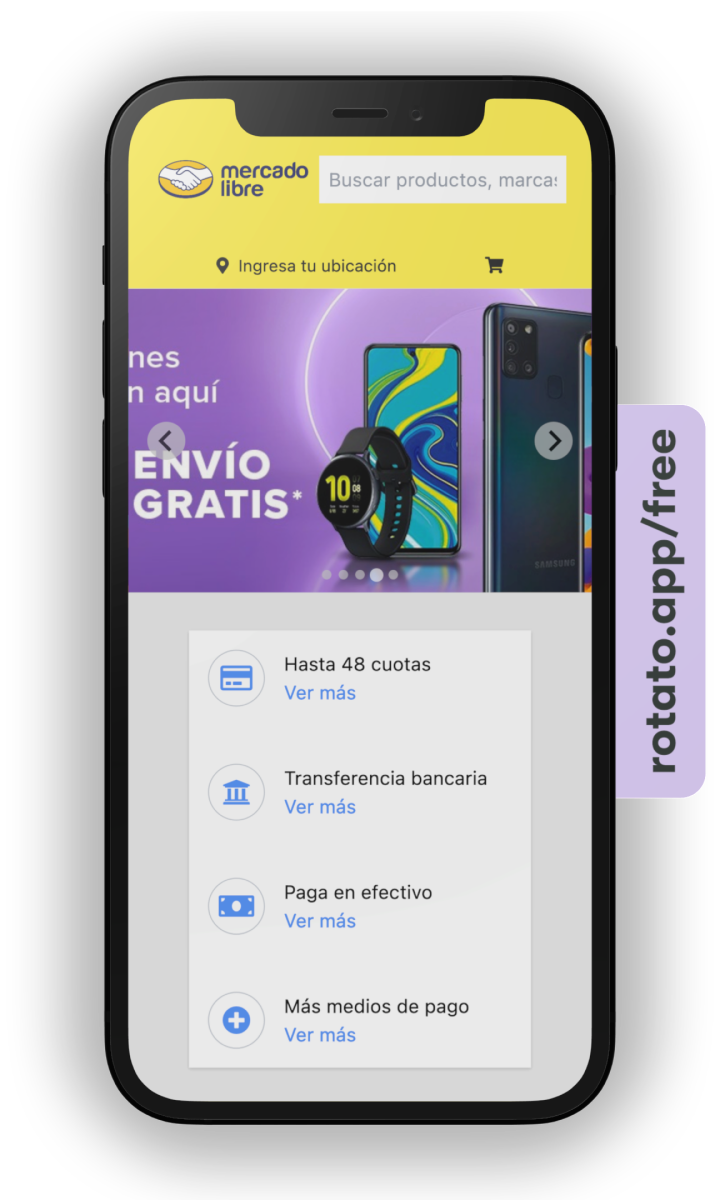 mercado
libre
Buscar productos, marcas
Ingresa tu ubicación
nes
n aquí
ENVÍO
GRATIS*
10 08
SAMSUNG
Hasta 48 cuotas
Ver más
Transferencia bancaria
Ver más
Paga en efectivo
Ver más
Más medios de pago
Ver más
rotato.app/free